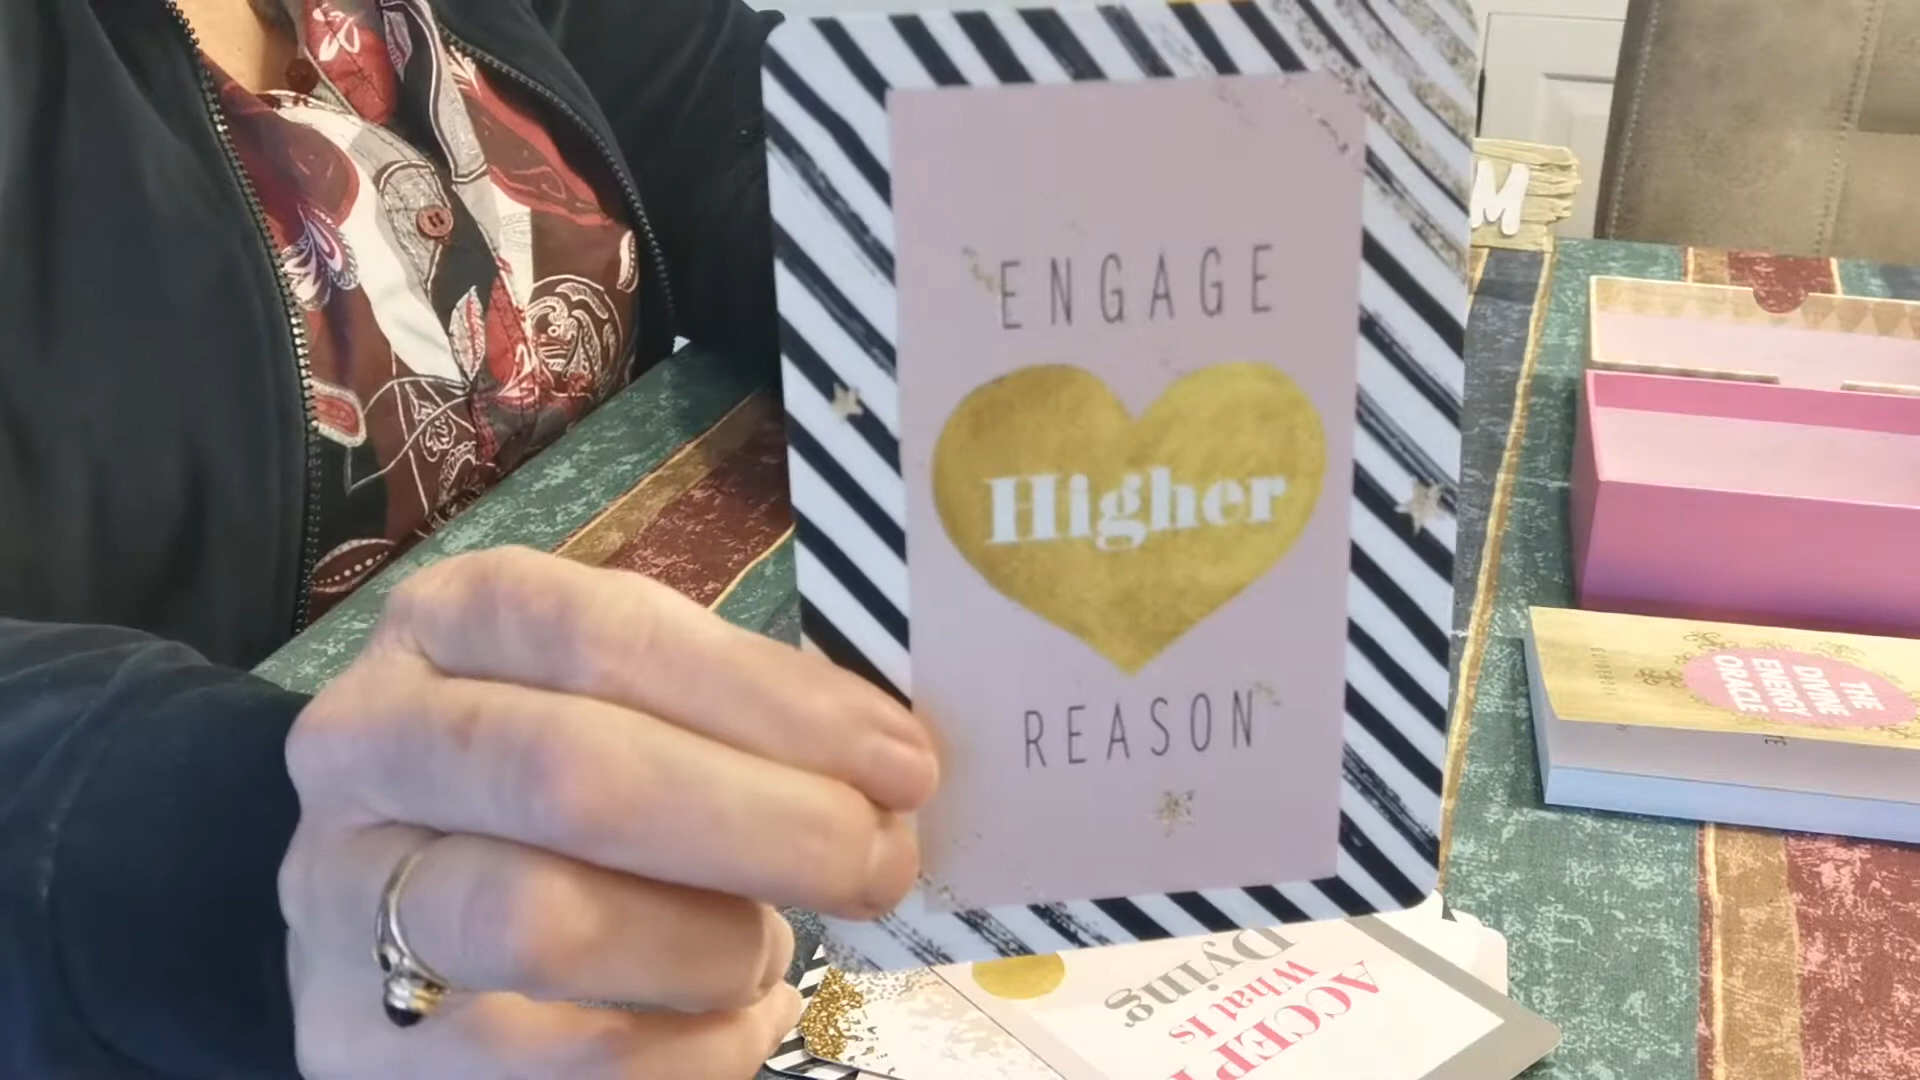 ENGAGE
Higher
REASON
M
THE
DIVINE
ENERGY
ORACLE
ACCEPT
What Is
Dying